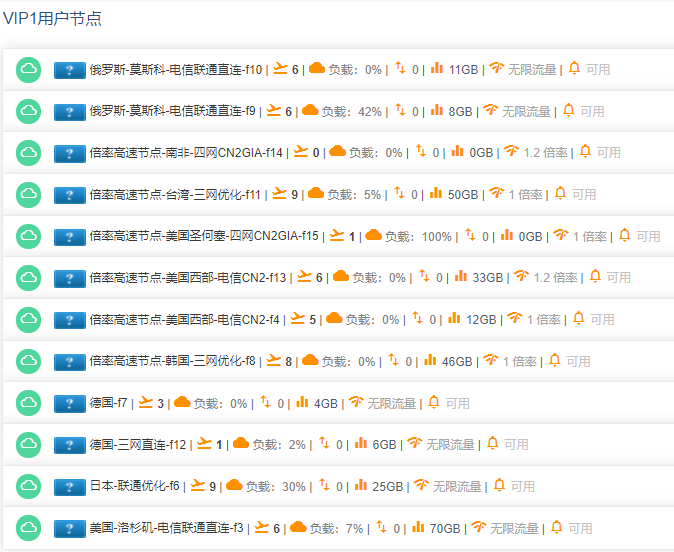 VIP1用户节点
? 俄罗斯-莫斯科-电信联通直连-f10 | 6 | 负载：0% | 0 | 11GB | 无限流量 | 可用
? 俄罗斯-莫斯科-电信联通直连-f9 | 6 | 负载：42% | 0 | 8GB | 无限流量 | 可用
? 倍率高速节点-南非-四网CN2GIA-f14 | 0 | 负载：0% | 0 | 0GB | 1.2 倍率 | 可用
? 倍率高速节点-台湾-三网优化-f11 | 9 | 负载：5% | 0 | 50GB | 1 倍率 | 可用
? 倍率高速节点-美国圣何塞-四网CN2GIA-f15 | 1 | 负载：100% | 0 | 0GB | 1 倍率 | 可用
? 倍率高速节点-美国西部-电信CN2-f13 | 6 | 负载：0% | 0 | 33GB | 1.2 倍率 | 可用
? 倍率高速节点-美国西部-电信CN2-f4 | 5 | 负载：0% | 0 | 12GB | 1 倍率 | 可用
? 倍率高速节点-韩国-三网优化-f8 | 8 | 负载：0% | 0 | 46GB | 1 倍率 | 可用
? 德国-f7 | 3 | 负载：0% | 0 | 4GB | 无限流量 | 可用
? 德国-三网直连-f12 | 1 | 负载：2% | 0 | 6GB | 无限流量 | 可用
? 日本-联通优化-f6 | 9 | 负载：30% | 0 | 25GB | 无限流量 | 可用
? 美国-洛杉矶-电信联通直连-f3 | 6 | 负载：7% | 0 | 70GB | 无限流量 | 可用